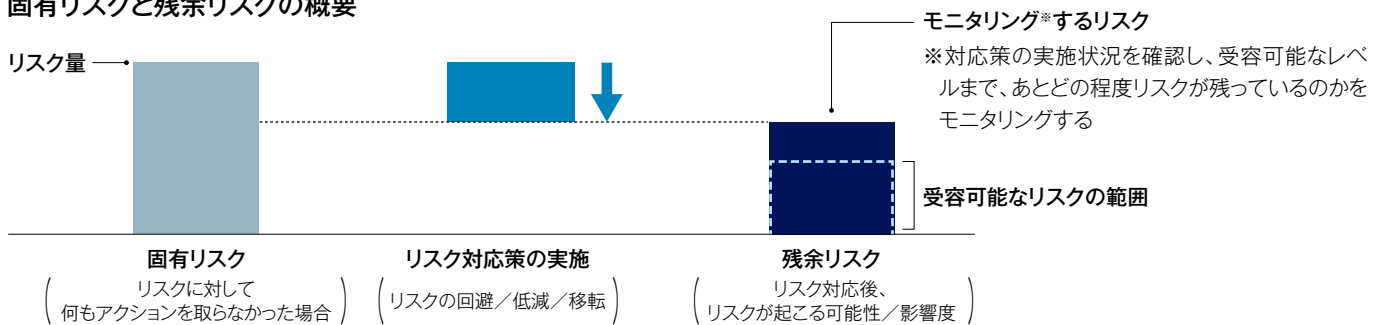 固有リスクと残余リスクの概要
リスク量
モニタリング※するリスク
※対応策の実施状況を確認し、受容可能なレベ
ルまで、あとどの程度リスクが残っているのかを
モニタリングする
受容可能なリスクの範囲
固有リスク
(リスクに対して
何もアクションを取らなかった場合)
リスク対応策の実施
(リスクの回避／低減／移転)
残余リスク
(リスク対応後、
リスクが起こる可能性／影響度)